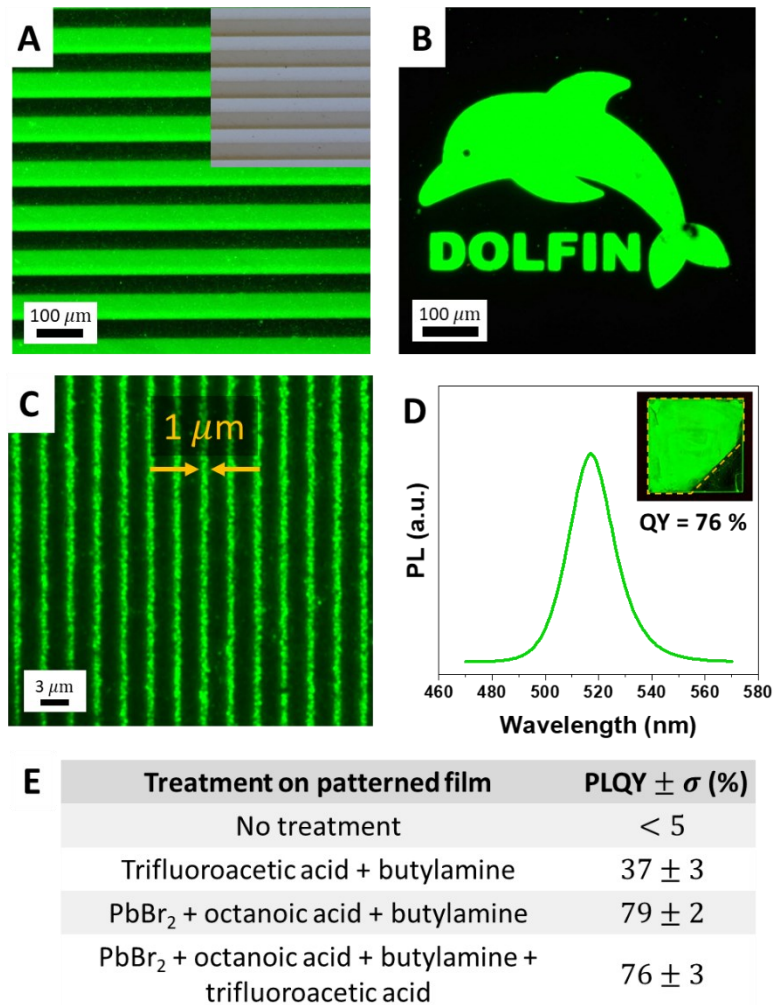 A
100 μm
B
DOLFIN
100 μm
C
1 μm
3 μm
D
QY = 76 %
PL (a.u.)
460 480 500 520 540 560 580
Wavelength (nm)
E
Treatment on patterned film PLQY ± σ (%)
No treatment < 5
Trifluoroacetic acid + butylamine 37 ± 3
PbBr₂ + octanoic acid + butylamine 79 ± 2
PbBr₂ + octanoic acid + butylamine +
trifluoroacetic acid 76 ± 3